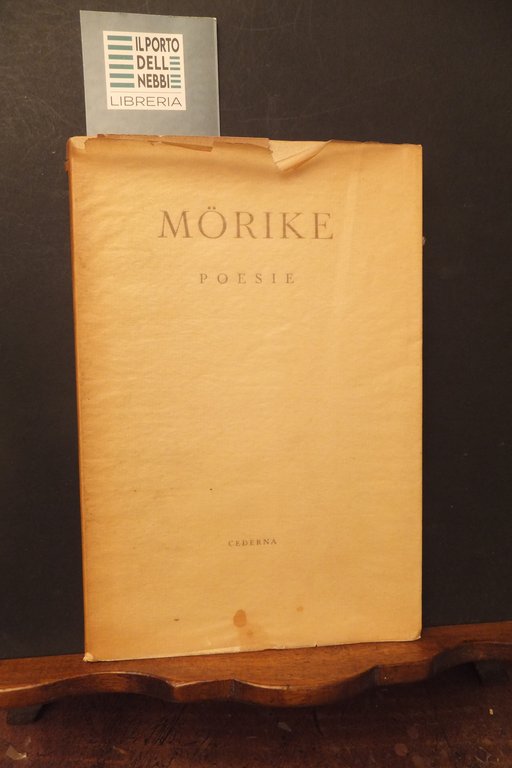 IL PORTO
DELL
NEBBI
LIBRERIA
MÖRIKE
POESIE
CEDERNA